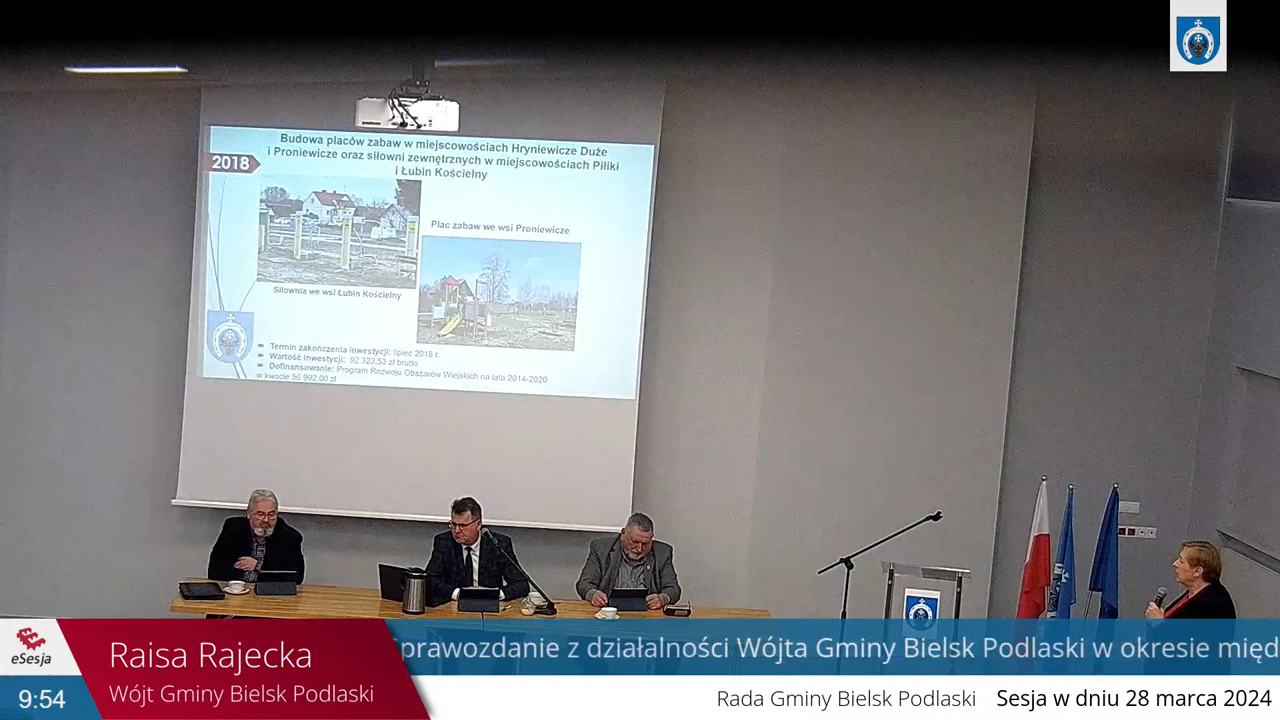 Budowa placów zabaw w miejscowościach Hryniewicze Duże
i Proniewicze oraz siłowni zewnętrznych w miejscowościach Piliki
i Łubin Kościelny
2018
Plac zabaw we wsi Proniewicze
Siłownia we wsi Łubin Kościelny
Termin zakończenia inwestycji: lipiec 2018 r.
Wartość inwestycji: 92 323,53 zł brutto
Dofinansowanie: Program Rozwoju Obszarów Wiejskich na lata 2014-2020
w kwocie 56 992.00 zł
eSesja
9:54
Raisa Rajecka
Wójt Gminy Bielsk Podlaski
prawozdanie z działalności Wójta Gminy Bielsk Podlaski w okresie międ
Rada Gminy Bielsk Podlaski Sesja w dniu 28 marca 2024